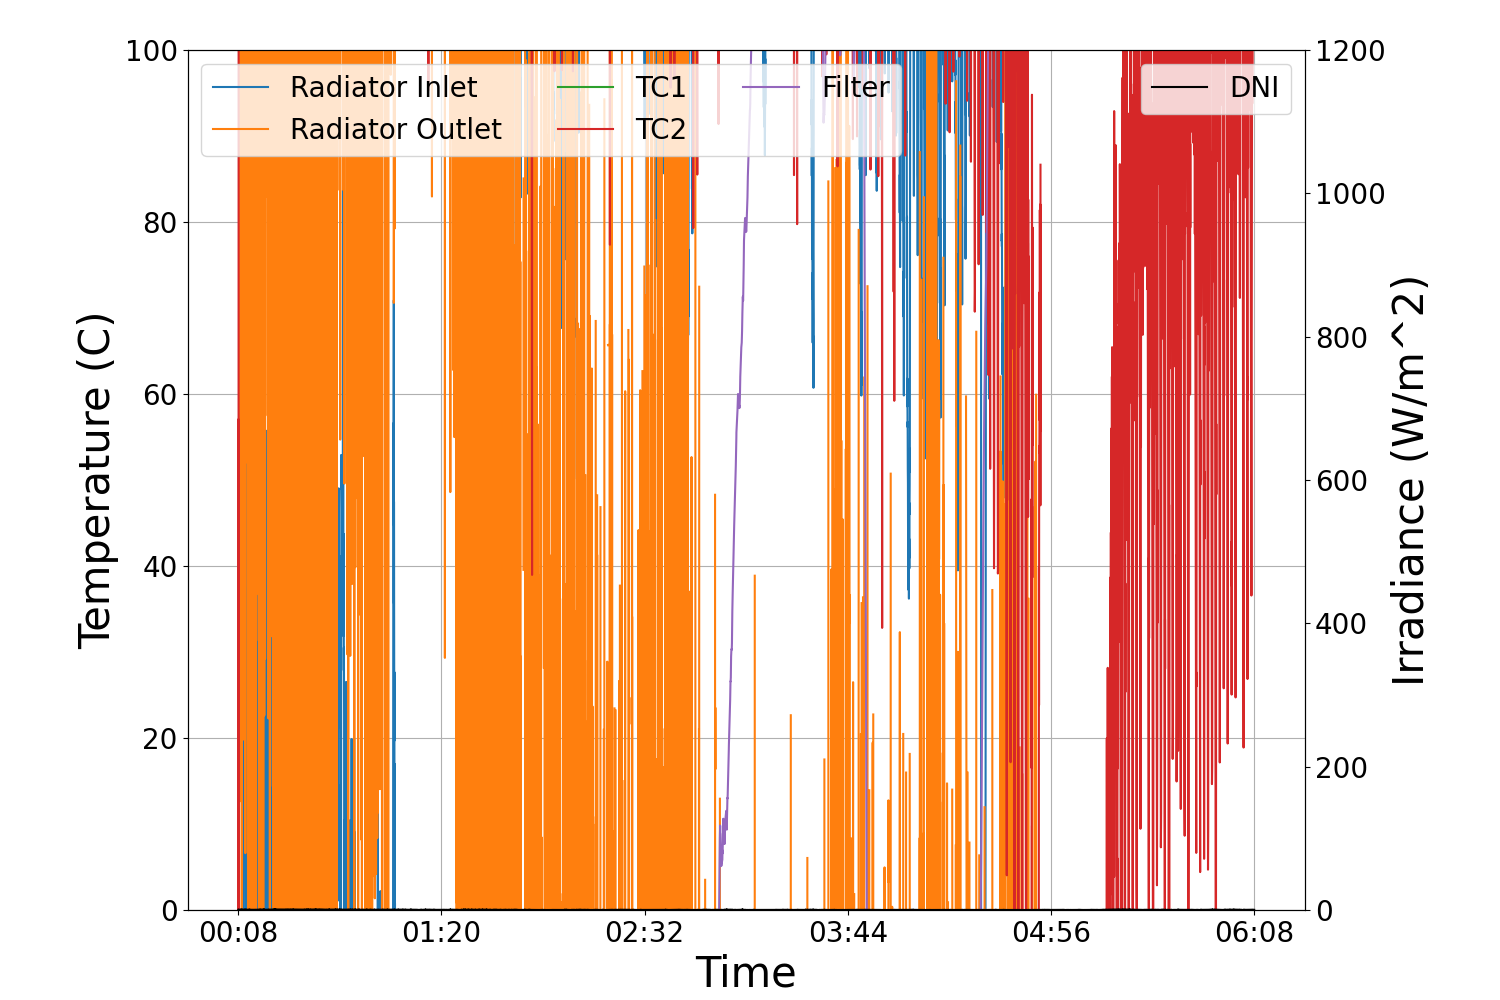 100
80
60
40
20
0
Temperature (C)
Radiator Inlet
Radiator Outlet
TC1
TC2
Filter
DNI
1200
1000
800
600
400
200
0
Irradiance (W/m^2)
00:08
01:20
02:32
03:44
04:56
06:08
Time